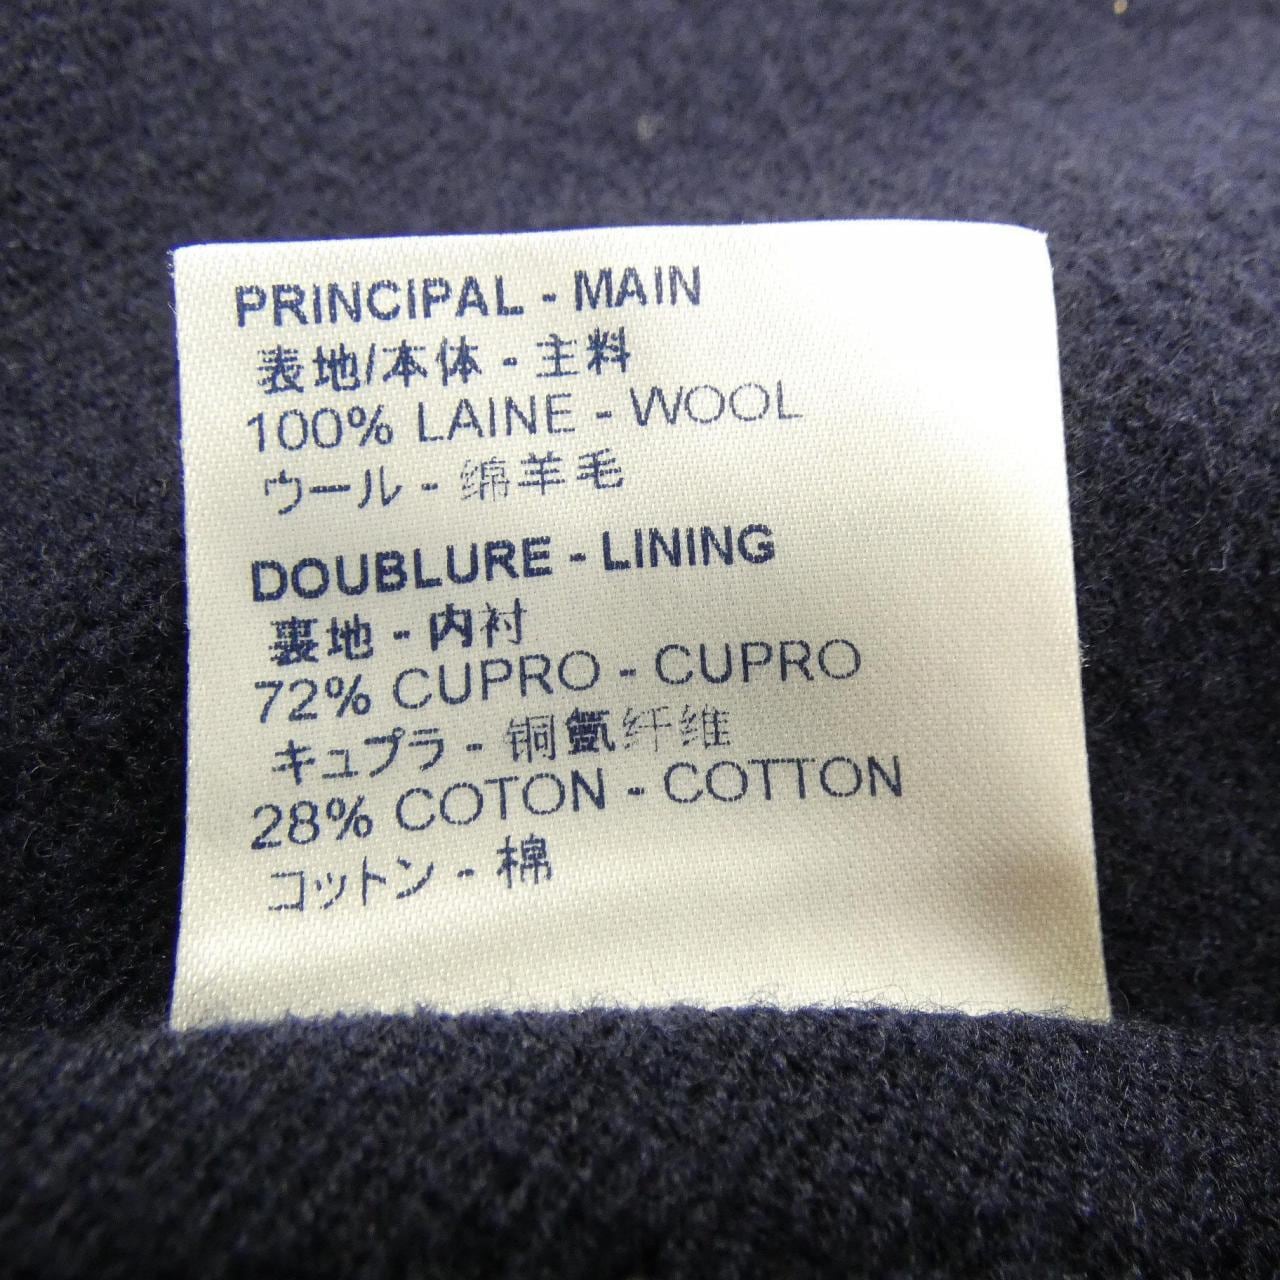 PRINCIPAL - MAIN
表地/本体 - 主料
100% LAINE - WOOL
ウール - 绵羊毛
DOUBLURE - LINING
裏地 - 内衬
72% CUPRO - CUPRO
キュプラ - 铜氨纤维
28% COTON - COTTON
コットン - 棉